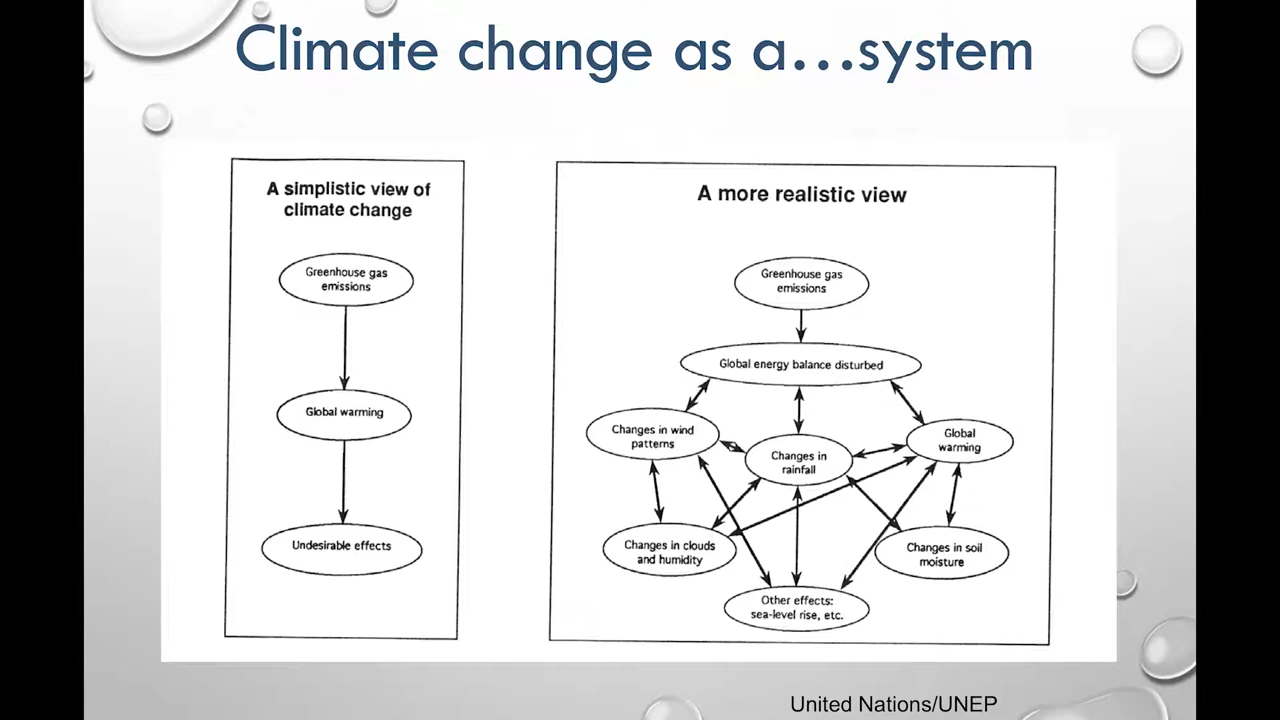 Climate change as a...system
A simplistic view of
climate change
Greenhouse gas
emissions
Global warming
Undesirable effects
A more realistic view
Greenhouse gas
emissions
Global energy balance disturbed
Changes in wind
patterns
Changes in
rainfall
Global
warming
Changes in clouds
and humidity
Changes in soil
moisture
Other effects:
sea-level rise, etc.
United Nations/UNEP